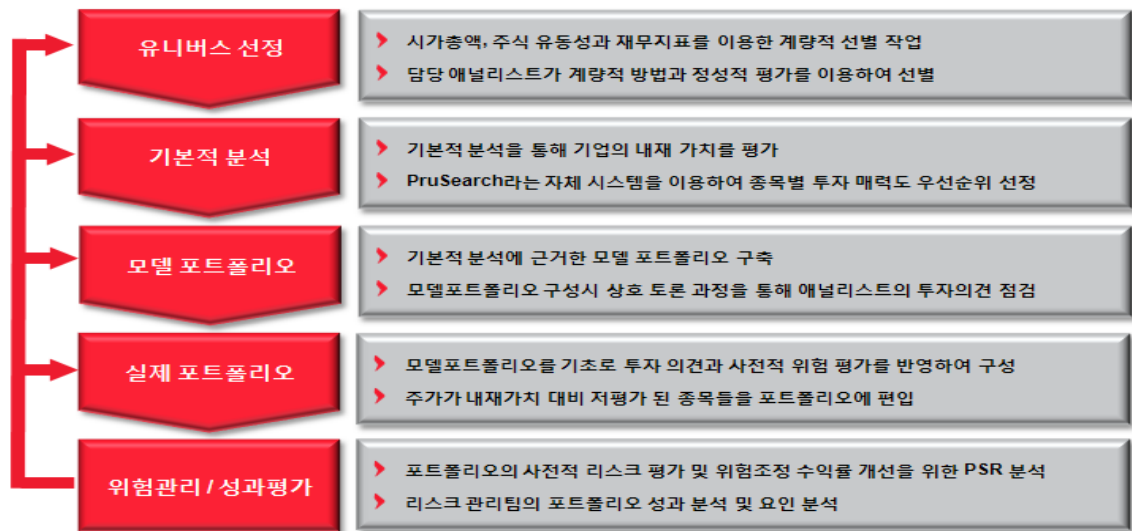 유니버스 선정
시가총액, 주식 유동성과 재무지표를 이용한 계량적 선별 작업
담당 애널리스트가 계량적 방법과 정성적 평가를 이용하여 선별
기본적 분석
기본적 분석을 통해 기업의 내재 가치를 평가
PruSearch라는 자체 시스템을 이용하여 종목별 투자 매력도 우선순위 선정
모델 포트폴리오
기본적 분석에 근거한 모델 포트폴리오 구축
모델포트폴리오 구성시 상호 토론 과정을 통해 애널리스트의 투자의견 점검
실제 포트폴리오
모델포트폴리오를 기초로 투자 의견과 사전적 위험 평가를 반영하여 구성
주가가 내재가치 대비 저평가 된 종목들을 포트폴리오에 편입
위험관리 / 성과평가
포트폴리오의 사전적 리스크 평가 및 위험조정 수익률 개선을 위한 PSR 분석
리스크 관리팀의 포트폴리오 성과 분석 및 요인 분석